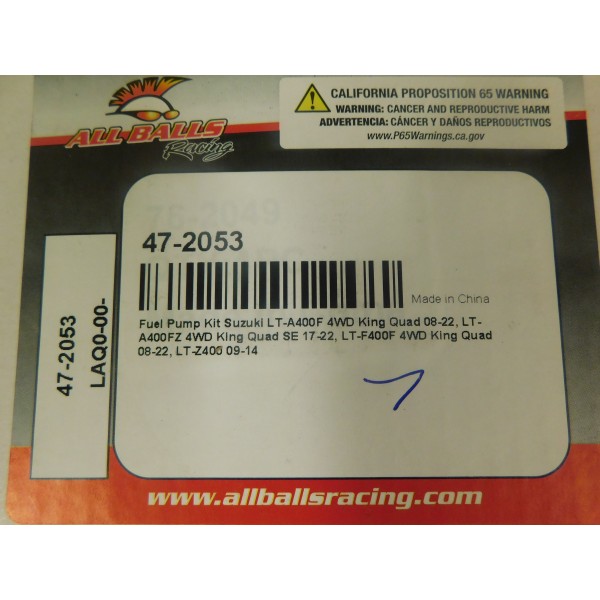 ALL BALLS
Racing
CALIFORNIA PROPOSITION 65 WARNING
WARNING: CANCER AND REPRODUCTIVE HARM
ADVERTENCIA: CÁNCER Y DAÑOS REPRODUCTIVOS
www.P65Warnings.ca.gov
76-2049
47-2053
Made in China
Fuel Pump Kit Suzuki LT-A400F 4WD King Quad 08-22, LT-
A400FZ 4WD King Quad SE 17-22, LT-F400F 4WD King Quad
08-22, LT-Z400 09-14
47-2053
LAQ0-00-
www.allballsracing.com